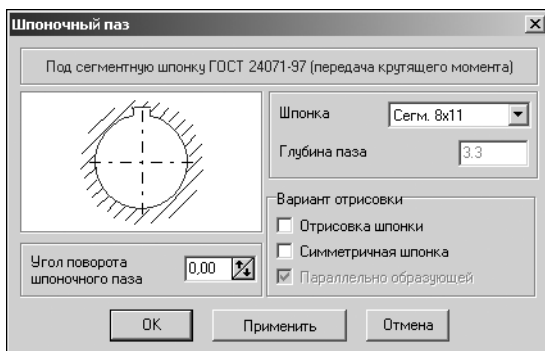 Шпоночный паз
Под сегментную шпонку ГОСТ 24071-97 (передача крутящего момента)
Шпонка
Сегм. 8x11
Глубина паза
3.3
Угол поворота
шпоночного паза
0,00
Вариант отрисовки
Отрисовка шпонки
Симметричная шпонка
Параллельно образующей
OK
Применить
Отмена